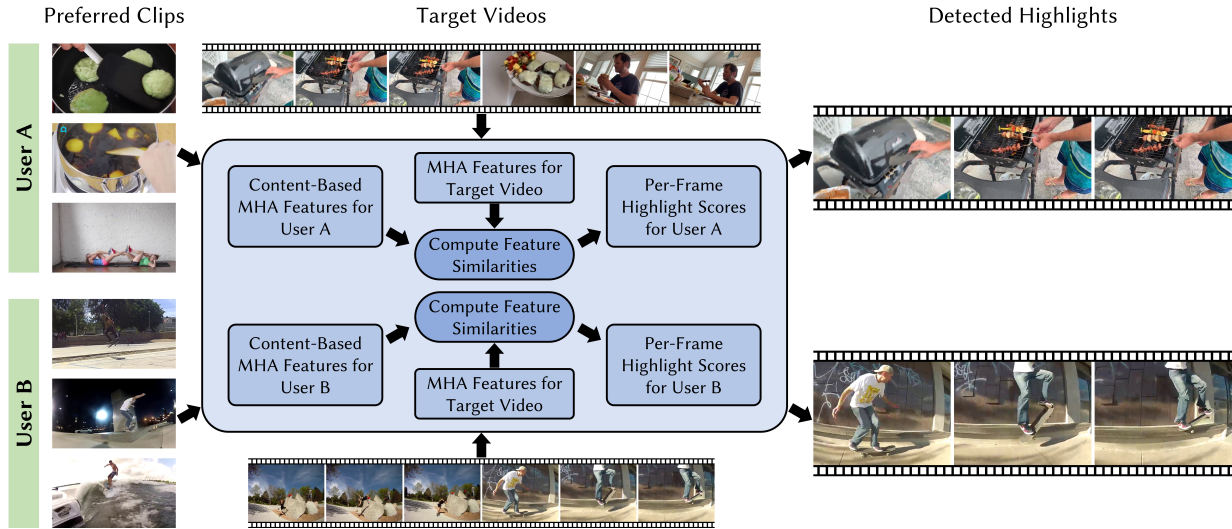 Preferred Clips
Target Videos
Detected Highlights
User A
User B
Content-Based
MHA Features for
User A
MHA Features for
Target Video
Per-Frame
Highlight Scores
for User A
Compute Feature
Similarities
Compute Feature
Similarities
Content-Based
MHA Features for
User B
MHA Features for
Target Video
Per-Frame
Highlight Scores
for User B